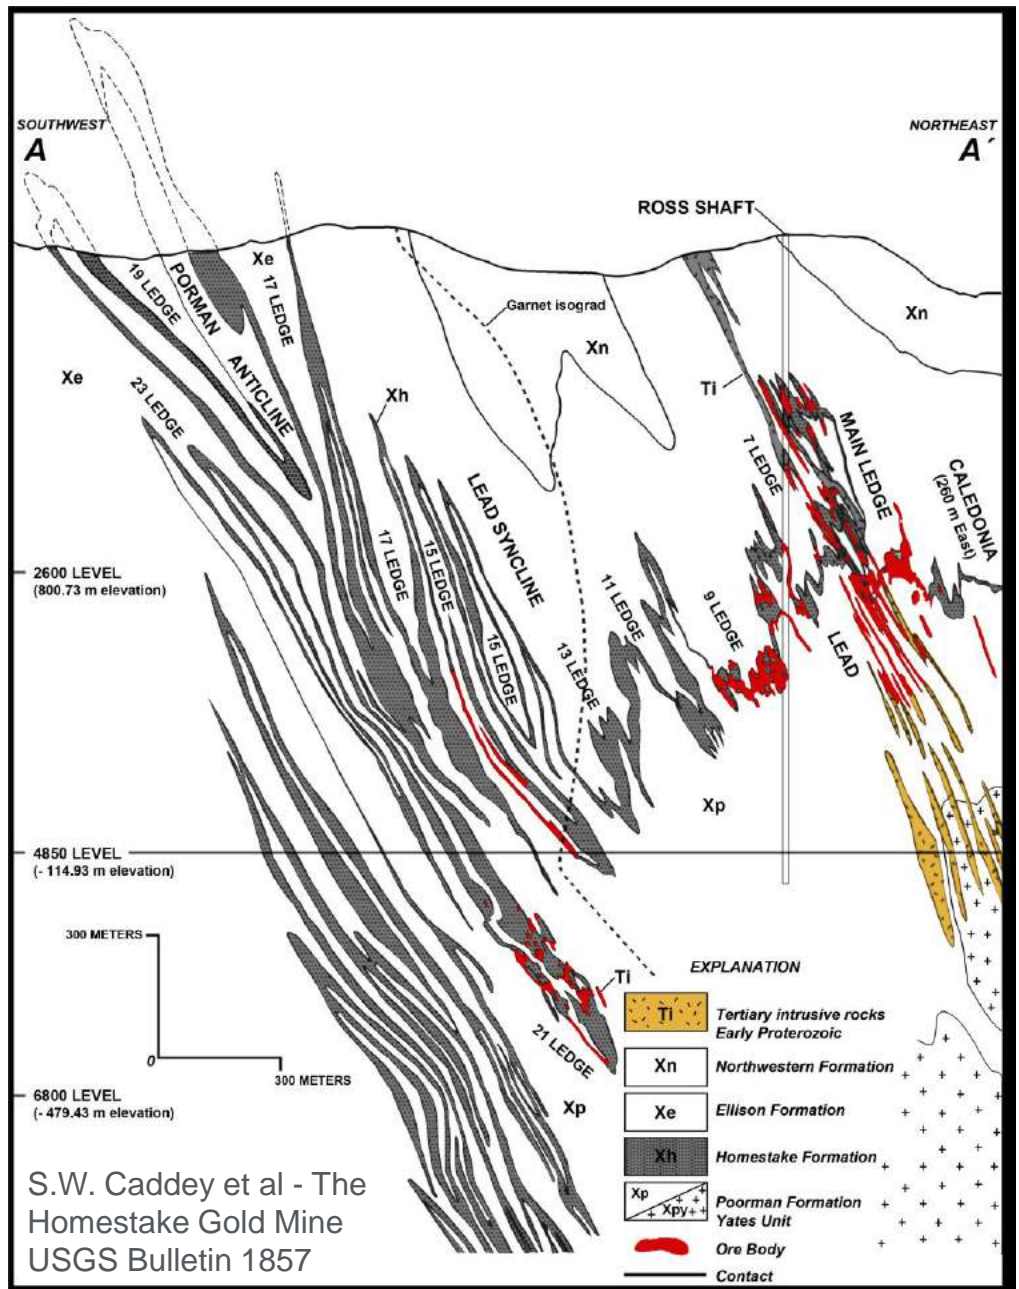 SOUTHWEST
A
NORTHEAST
A´
ROSS SHAFT
Xe
17 LEDGE
19 LEDGE
PORMAN
ANTICLINE
Garnet isograd
Xn
Xn
Xe
23 LEDGE
Xh
Ti
7 LEDGE
MAIN LEDGE
CALEDONIA
(260 m East)
LEAD SYNCLINE
17 LEDGE
15 LEDGE
15 LEDGE
13 LEDGE
11 LEDGE
9 LEDGE
LEAD
2600 LEVEL
(800.73 m elevation)
Xp
4850 LEVEL
(- 114.93 m elevation)
300 METERS
0
300 METERS
Ti
21 LEDGE
Xp
6800 LEVEL
(- 479.43 m elevation)
EXPLANATION
Ti
Tertiary intrusive rocks
Early Proterozoic
Xn
Northwestern Formation
Xe
Ellison Formation
Xh
Homestake Formation
Xp
Xpy
Poorman Formation
Yates Unit
Ore Body
Contact
S.W. Caddey et al - The
Homestake Gold Mine
USGS Bulletin 1857